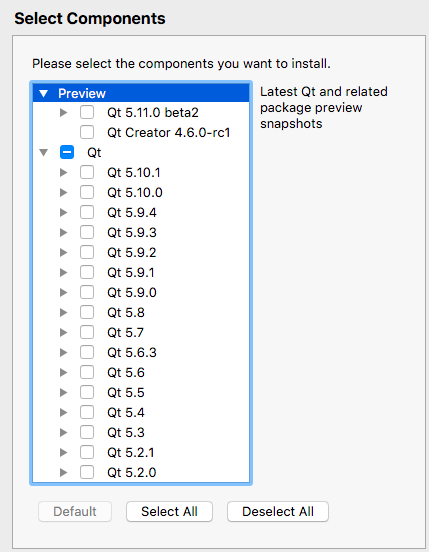 Select Components
Please select the components you want to install.
Preview
Latest Qt and related
package preview
snapshots
Qt 5.11.0 beta2
Qt Creator 4.6.0-rc1
Qt
Qt 5.10.1
Qt 5.10.0
Qt 5.9.4
Qt 5.9.3
Qt 5.9.2
Qt 5.9.1
Qt 5.9.0
Qt 5.8
Qt 5.7
Qt 5.6.3
Qt 5.6
Qt 5.5
Qt 5.4
Qt 5.3
Qt 5.2.1
Qt 5.2.0
Default
Select All
Deselect All